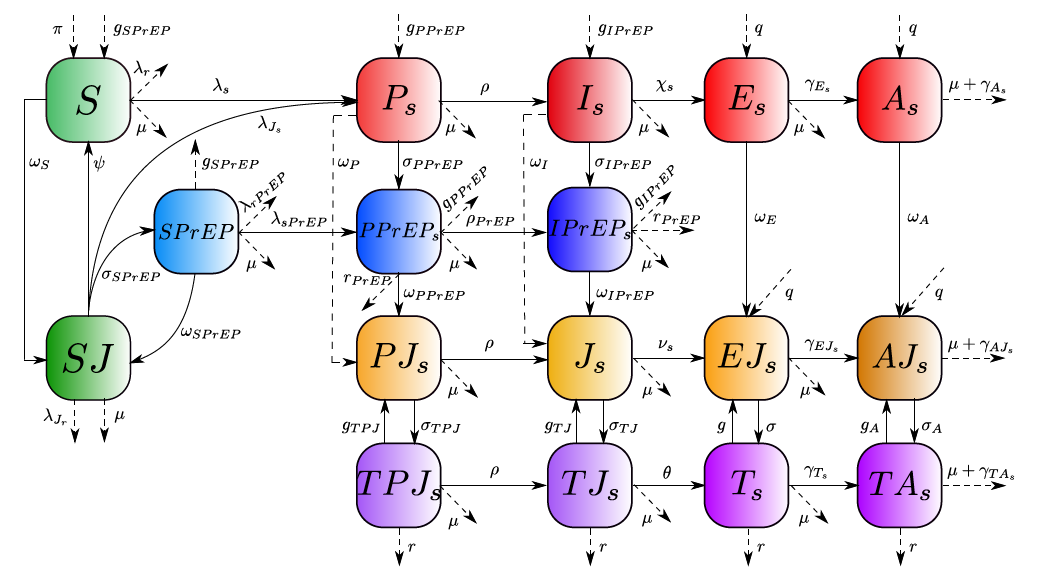 π g_{SPrEP} g_{PPrEP} g_{IPrEP} q q
S λ_r μ λ_s P_s ρ μ I_s χ_s μ E_s γ_{E_s} μ A_s μ + γ_{A_s}
λ_{J_s}
ω_S ψ g_{SPrEP} ω_P σ_{PPrEP} ω_I σ_{IPrEP}
SPrEP λ_{rPrEP} λ_{sPrEP} μ PPrEP_s g_{PPrEP} ρ_{PrEP} μ IPrEP_s g_{IPrEP} r_{PrEP} μ ω_E ω_A
σ_{SPrEP} r_{PrEP} ω_{PPrEP} ω_{IPrEP} q q
ω_{SPrEP}
SJ PJ_s ρ μ J_s ν_s μ EJ_s γ_{EJ_s} μ AJ_s μ + γ_{AJ_s}
λ_{J_r} μ g_{TPJ} σ_{TPJ} g_{TJ} σ_{TJ} g σ g_A σ_A
TPJ_s ρ μ TJ_s θ μ T_s γ_{T_s} μ TA_s μ + γ_{TA_s}
r r r r